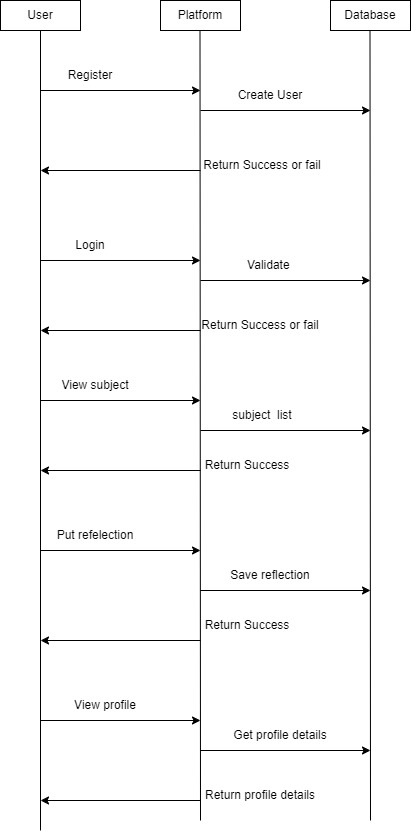 User
Platform
Database
Register
Create User
Return Success or fail
Login
Validate
Return Success or fail
View subject
subject  list
Return Success
Put refelection
Save reflection
Return Success
View profile
Get profile details
Return profile details